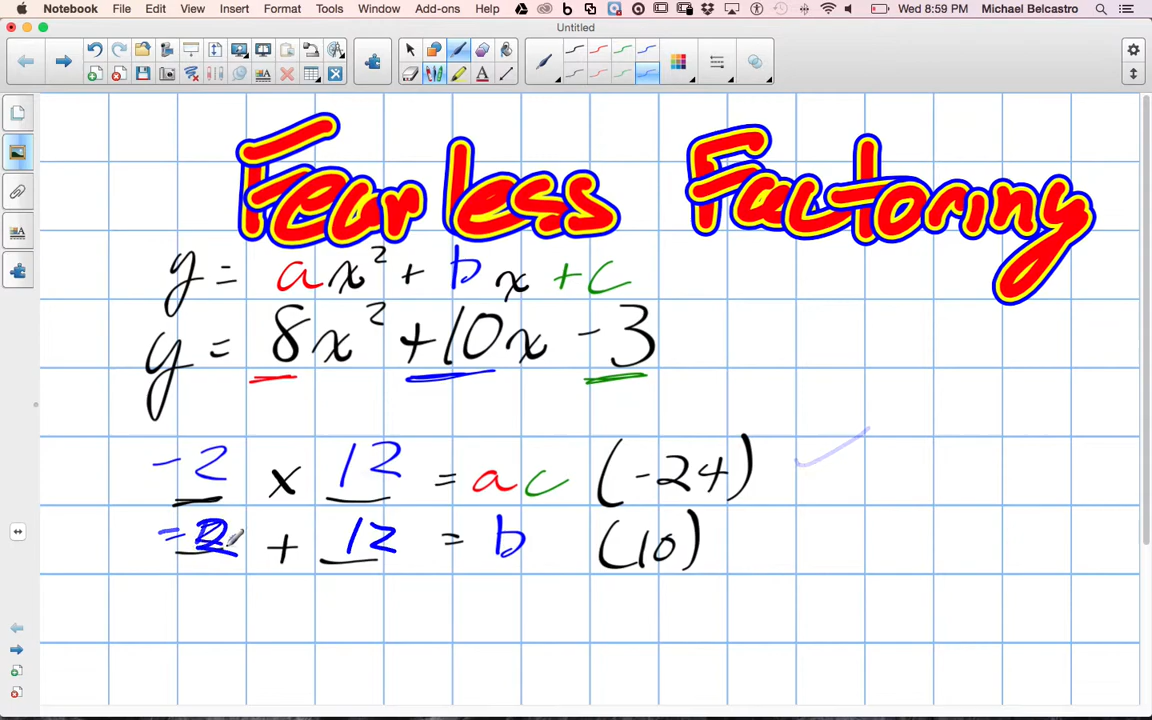 Notebook File Edit View Insert Format Tools Window Add-ons Help Wed 8:59 PM Michael Belcastro
Untitled
Fearless Factoring
y = ax² + bx + c
y = 8x² +10x -3
-2 x 12 = ac (-24)
+ 12 = b (10)